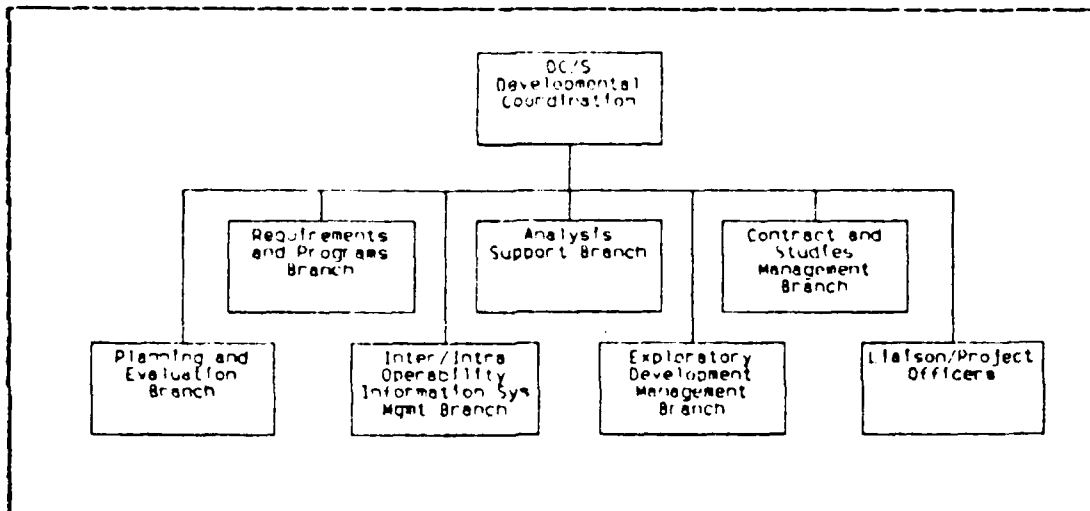 DC/S
Developmental
Coordination
Requirements
and Programs
Branch
Analysis
Support Branch
Contract and
Studies
Management
Branch
Planning and
Evaluation
Branch
Inter/Intra
Operability
Information Sys
Mgmt Branch
Exploratory
Development
Management
Branch
Liaison/Project
Officers